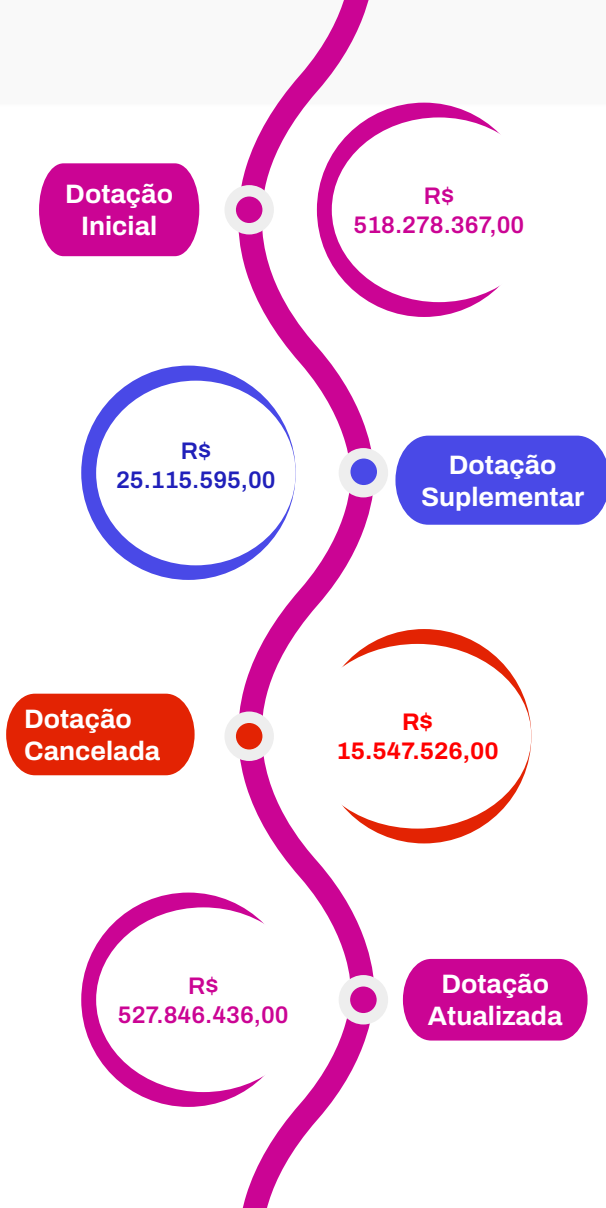 Dotação
Inicial
R$
518.278.367,00
R$
25.115.595,00
Dotação
Suplementar
Dotação
Cancelada
R$
15.547.526,00
R$
527.846.436,00
Dotação
Atualizada